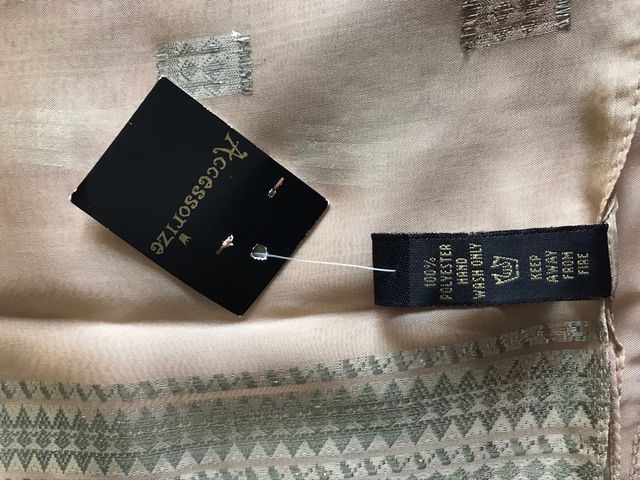 Accessorize
100%
POLYESTER
HAND
WASH ONLY
KEEP
AWAY
FROM
FIRE